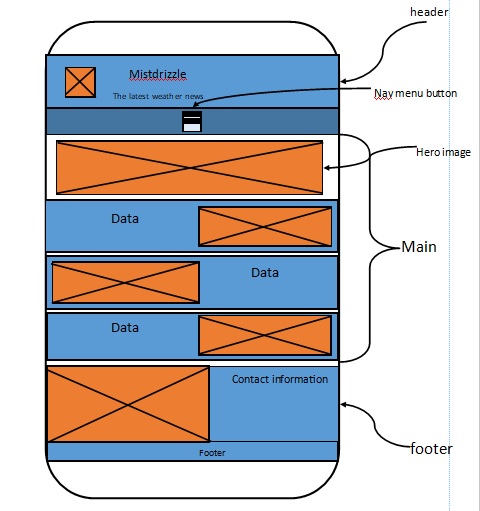 header
Mistdrizzle
The latest weather news
Nav menu button
Hero image
Data
Main
Data
Data
Contact information
footer
Footer